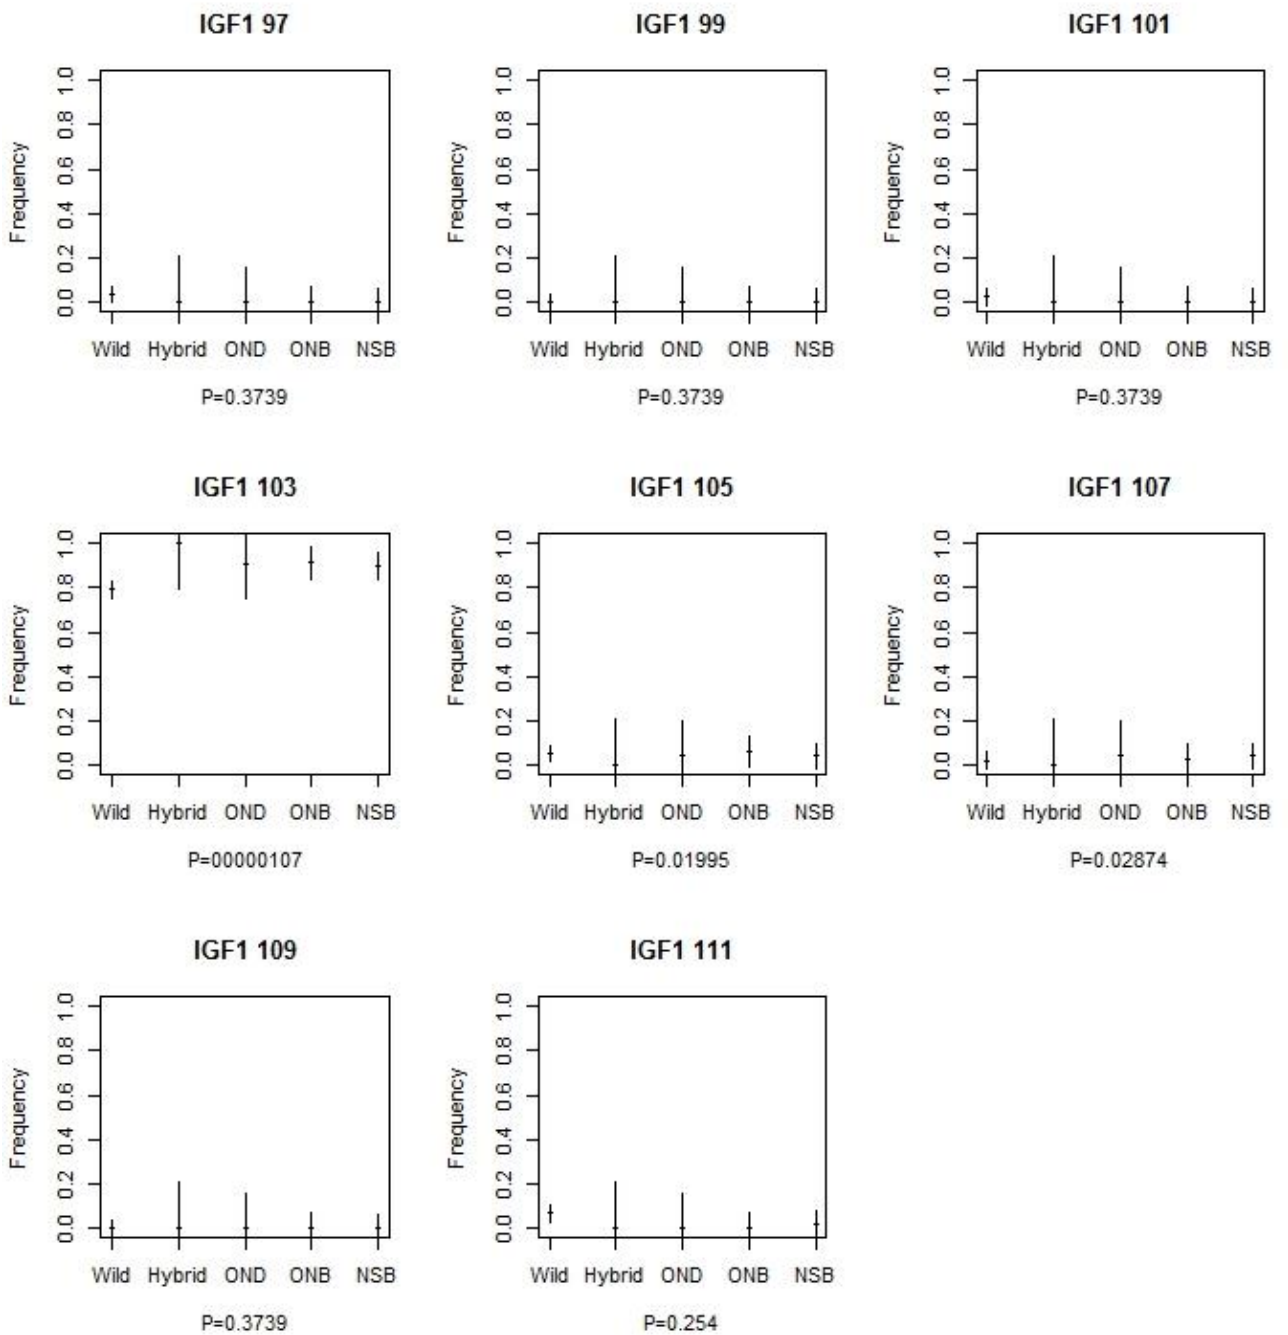 IGF1 97
IGF1 99
IGF1 101
Frequency
0.0 0.2 0.4 0.6 0.8 1.0
Wild Hybrid OND ONB NSB
P=0.3739
Frequency
0.0 0.2 0.4 0.6 0.8 1.0
Wild Hybrid OND ONB NSB
P=0.3739
Frequency
0.0 0.2 0.4 0.6 0.8 1.0
Wild Hybrid OND ONB NSB
P=0.3739
IGF1 103
IGF1 105
IGF1 107
Frequency
0.0 0.2 0.4 0.6 0.8 1.0
Wild Hybrid OND ONB NSB
P=00000107
Frequency
0.0 0.2 0.4 0.6 0.8 1.0
Wild Hybrid OND ONB NSB
P=0.01995
Frequency
0.0 0.2 0.4 0.6 0.8 1.0
Wild Hybrid OND ONB NSB
P=0.02874
IGF1 109
IGF1 111
Frequency
0.0 0.2 0.4 0.6 0.8 1.0
Wild Hybrid OND ONB NSB
P=0.3739
Frequency
0.0 0.2 0.4 0.6 0.8 1.0
Wild Hybrid OND ONB NSB
P=0.254